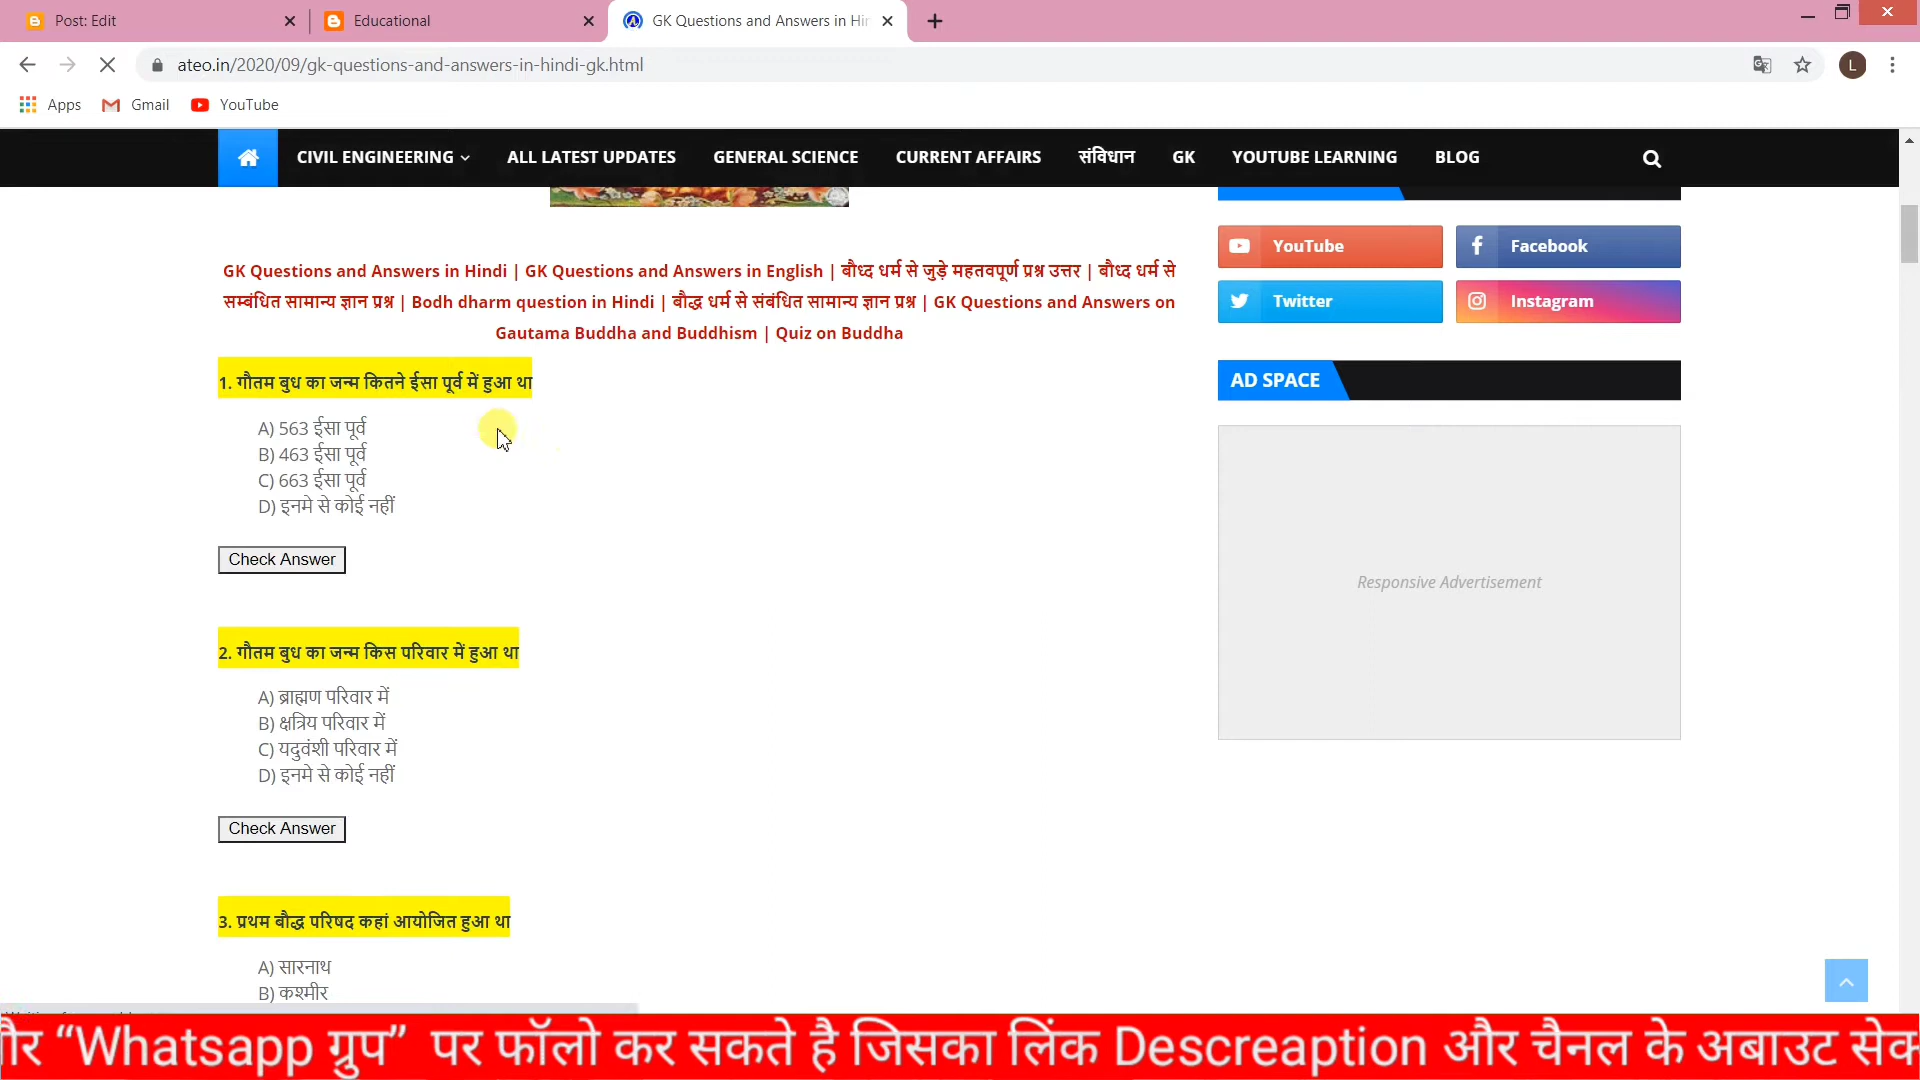 Post: Edit
Educational
GK Questions and Answers in Hin
ateo.in/2020/09/gk-questions-and-answers-in-hindi-gk.html
L
Apps
Gmail
YouTube
CIVIL ENGINEERING
ALL LATEST UPDATES
GENERAL SCIENCE
CURRENT AFFAIRS
संविधान
GK
YOUTUBE LEARNING
BLOG
GK Questions and Answers in Hindi | GK Questions and Answers in English | बौध्द धर्म से जुड़े महतवपूर्ण प्रश्न उत्तर | बौध्द धर्म से
सम्बंधित सामान्य ज्ञान प्रश्न | Bodh dharm question in Hindi | बौद्ध धर्म से संबंधित सामान्य ज्ञान प्रश्न | GK Questions and Answers on
Gautama Buddha and Buddhism | Quiz on Buddha
1. गौतम बुध का जन्म कितने ईसा पूर्व में हुआ था
A) 563 ईसा पूर्व
B) 463 ईसा पूर्व
C) 663 ईसा पूर्व
D) इनमे से कोई नहीं
Check Answer
2. गौतम बुध का जन्म किस परिवार में हुआ था
A) ब्राह्मण परिवार में
B) क्षत्रिय परिवार में
C) यदुवंशी परिवार में
D) इनमे से कोई नहीं
Check Answer
3. प्रथम बौद्ध परिषद कहां आयोजित हुआ था
A) सारनाथ
B) कश्मीर
YouTube
Facebook
Twitter
Instagram
AD SPACE
Responsive Advertisement
“Whatsapp ग्रुप” पर फॉलो कर सकते है जिसका लिंक Descreaption और चैनल के अबाउट